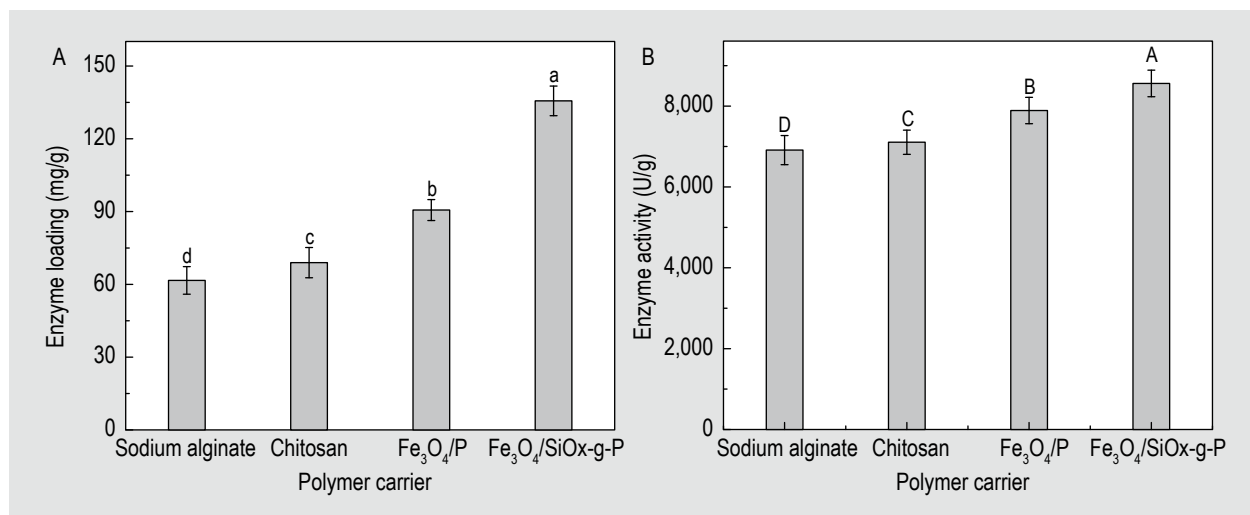 A
Enzyme loading (mg/g)
150
120
90
60
30
0
d
c
b
a
Sodium alginate
Chitosan
Fe₃O₄/P
Fe₃O₄/SiOx-g-P
Polymer carrier
B
Enzyme activity (U/g)
8,000
6,000
4,000
2,000
0
D
C
B
A
Sodium alginate
Chitosan
Fe₃O₄/P
Fe₃O₄/SiOx-g-P
Polymer carrier